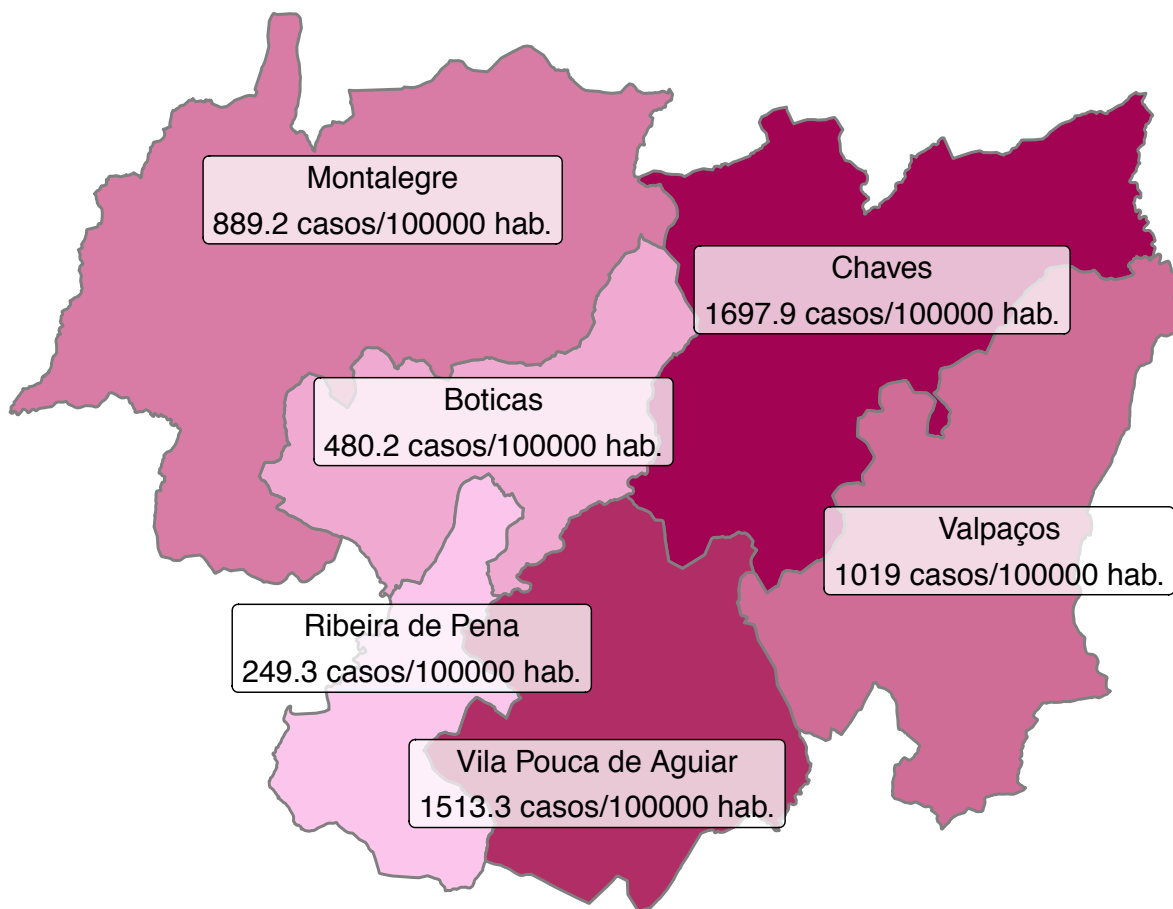 Montalegre
889.2 casos/100000 hab.
Chaves
1697.9 casos/100000 hab.
Boticas
480.2 casos/100000 hab.
Valpaços
1019 casos/100000 hab.
Ribeira de Pena
249.3 casos/100000 hab.
Vila Pouca de Aguiar
1513.3 casos/100000 hab.